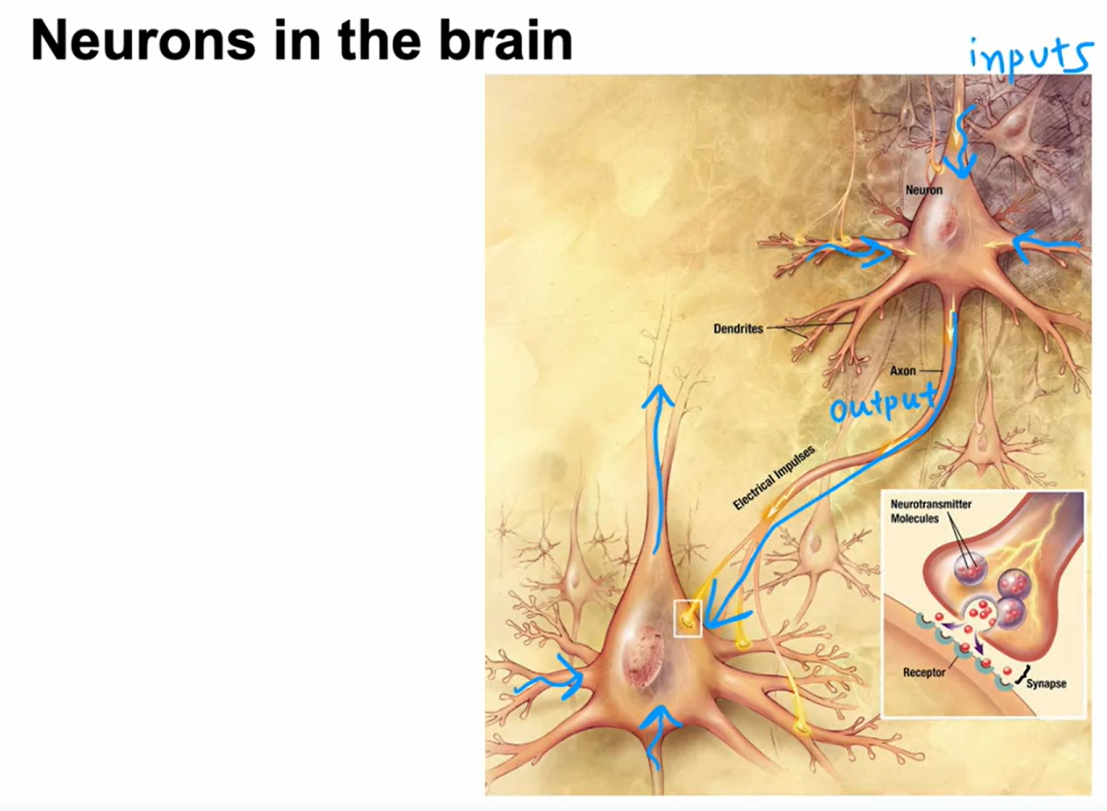 Neurons in the brain
inputs
Neuron
Dendrites
Axon
output
Electrical Impulses
Neurotransmitter
Molecules
Receptor
Synapse